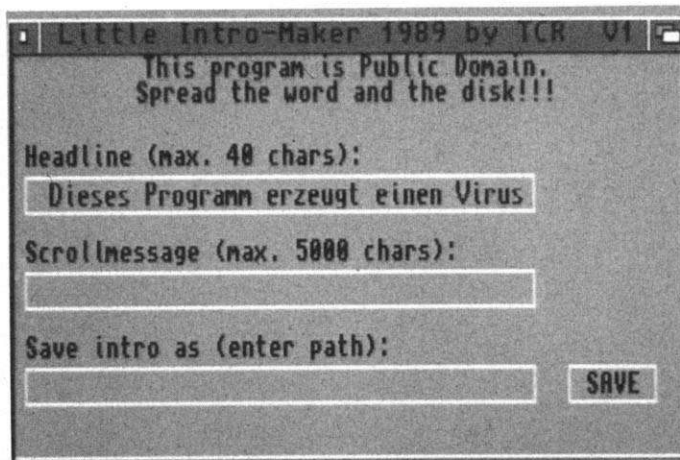 Little Intro-Maker 1989 by TCR V1
This program is Public Domain.
Spread the word and the disk!!!
Headline (max. 40 chars):
Dieses Programm erzeugt einen Virus
Scrollmessage (max. 5000 chars):
Save intro as (enter path):
SAVE